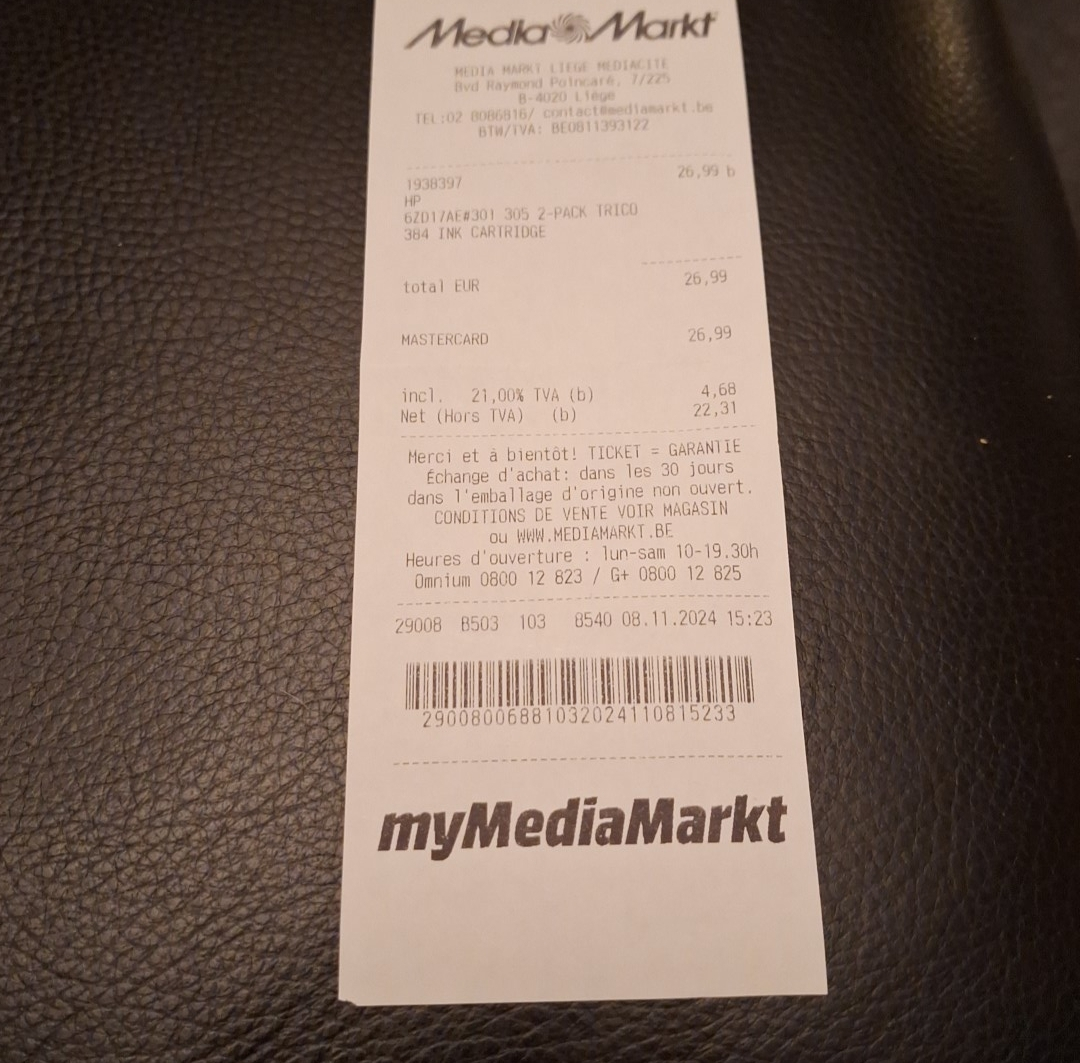 Media Markt
MEDIA MARKT LIEGE MEDIACITE
Bvd Raymond Poincaré, 7/225
B-4020 Liège
TEL:02 8086816/ contact@mediamarkt.be
BTW/TVA: BE0811393122
1938397 26,99 b
HP
6ZD17AE#301 305 2-PACK TRICO
384 INK CARTRIDGE
total EUR 26,99
MASTERCARD 26,99
incl. 21,00% TVA (b) 4,68
Net (Hors TVA) (b) 22,31
Merci et à bientôt! TICKET = GARANTIE
Échange d'achat: dans les 30 jours
dans l'emballage d'origine non ouvert.
CONDITIONS DE VENTE VOIR MAGASIN
ou WWW.MEDIAMARKT.BE
Heures d'ouverture : lun-sam 10-19.30h
Omnium 0800 12 823 / G+ 0800 12 825
29008 B503 103 8540 08.11.2024 15:23
2900800688103202411081523​3
myMediaMarkt